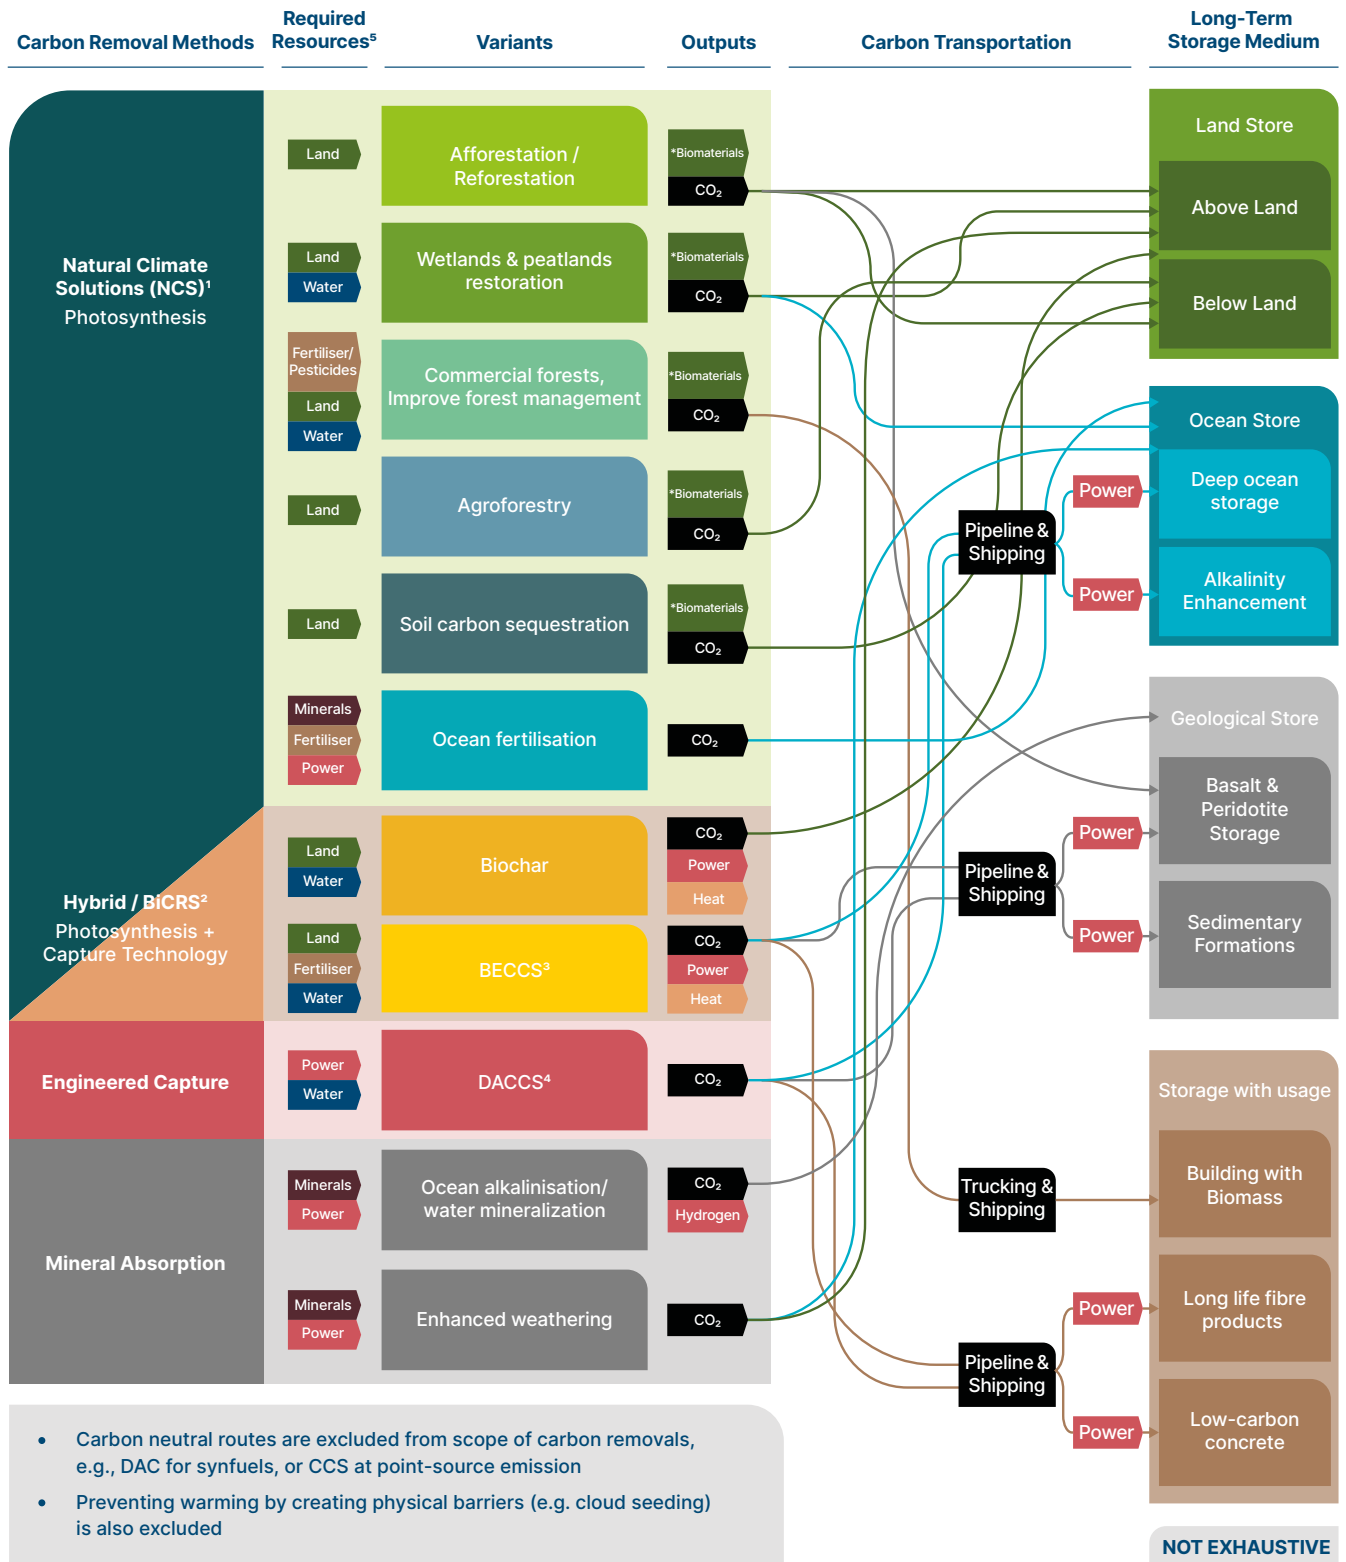 Carbon Removal Methods
Required
Resources⁵
Variants
Outputs
Carbon Transportation
Long-Term
Storage Medium
Natural Climate
Solutions (NCS)¹
Photosynthesis
Land
Afforestation /
Reforestation
*Biomaterials
CO₂
Land
Water
Wetlands & peatlands
restoration
*Biomaterials
CO₂
Fertiliser/
Pesticides
Land
Water
Commercial forests,
Improve forest management
*Biomaterials
CO₂
Land
Agroforestry
*Biomaterials
CO₂
Land
Soil carbon sequestration
*Biomaterials
CO₂
Minerals
Fertiliser
Power
Ocean fertilisation
CO₂
Hybrid / BiCRS²
Photosynthesis +
Capture Technology
Land
Water
Biochar
CO₂
Power
Heat
Land
Fertiliser
Water
BECCS³
CO₂
Power
Heat
Engineered Capture
Power
Water
DACCS⁴
CO₂
Mineral Absorption
Minerals
Power
Ocean alkalinisation/
water mineralization
CO₂
Hydrogen
Minerals
Power
Enhanced weathering
CO₂
Pipeline &
Shipping
Power
Power
Pipeline &
Shipping
Power
Power
Trucking &
Shipping
Pipeline &
Shipping
Power
Power
Land Store
Above Land
Below Land
Ocean Store
Deep ocean
storage
Alkalinity
Enhancement
Geological Store
Basalt &
Peridotite
Storage
Sedimentary
Formations
Storage with usage
Building with
Biomass
Long life fibre
products
Low-carbon
concrete
• Carbon neutral routes are excluded from scope of carbon removals,
e.g., DAC for synfuels, or CCS at point-source emission
• Preventing warming by creating physical barriers (e.g. cloud seeding)
is also excluded
NOT EXHAUSTIVE